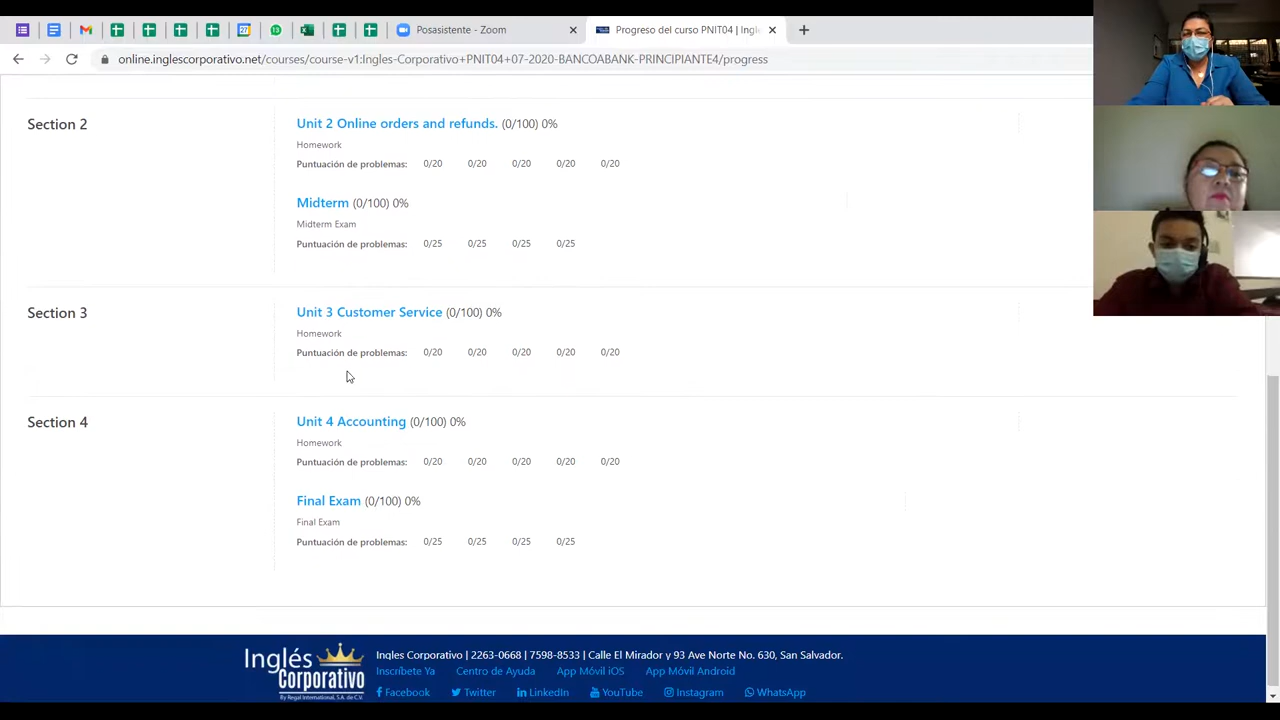 Posasistente - Zoom
Progreso del curso PNIT04 | Ingl
online.inglescorporativo.net/courses/course-v1:Ingles-Corporativo+PNIT04+07-2020-BANCOABANK-PRINCIPIANTE4/progress
Section 2
Unit 2 Online orders and refunds. (0/100) 0%
Homework
Puntuación de problemas: 0/20 0/20 0/20 0/20 0/20
Midterm (0/100) 0%
Midterm Exam
Puntuación de problemas: 0/25 0/25 0/25 0/25
Section 3
Unit 3 Customer Service (0/100) 0%
Homework
Puntuación de problemas: 0/20 0/20 0/20 0/20 0/20
Section 4
Unit 4 Accounting (0/100) 0%
Homework
Puntuación de problemas: 0/20 0/20 0/20 0/20 0/20
Final Exam (0/100) 0%
Final Exam
Puntuación de problemas: 0/25 0/25 0/25 0/25
Inglés
Corporativo
By Regal International, S.A. de C.V.
Ingles Corporativo | 2263-0668 | 7598-8533 | Calle El Mirador y 93 Ave Norte No. 630, San Salvador.
Inscríbete Ya Centro de Ayuda App Móvil iOS App Móvil Android
Facebook Twitter LinkedIn YouTube Instagram WhatsApp